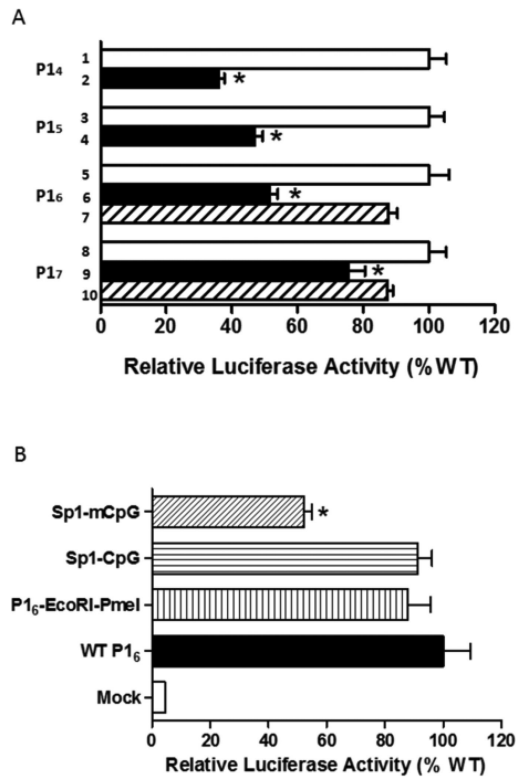 A
P1₄
1
2
*
P1₅
3
4
*
P1₆
5
6
*
7
P1₇
8
9
*
10
0 20 40 60 80 100 120
Relative Luciferase Activity (% WT)
B
Sp1-mCpG *
Sp1-CpG
P1₆-EcoRI-PmeI
WT P1₆
Mock
0 20 40 60 80 100 120
Relative Luciferase Activity (% WT)